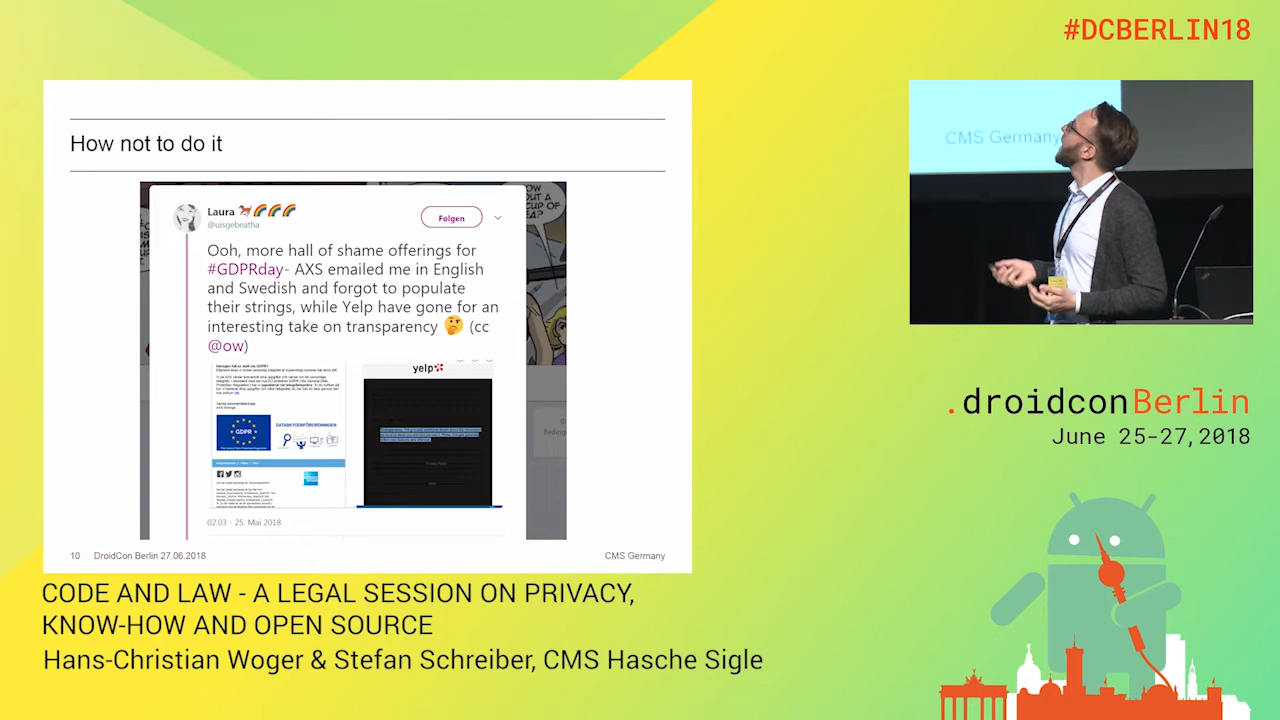 #DCBERLIN18
How not to do it
Laura
@uisgebeatha
Folgen
Ooh, more hall of shame offerings for
#GDPRday- AXS emailed me in English
and Swedish and forgot to populate
their strings, while Yelp have gone for an
interesting take on transparency 🤔 (cc
@ow)
yelp
GDPR
DATASKYDDSFÖRORDNINGEN
02:03 - 25. Mai 2018
10 DroidCon Berlin 27.06.2018
CMS Germany
CMS Germany
.droidconBerlin
June 25-27, 2018
CODE AND LAW - A LEGAL SESSION ON PRIVACY,
KNOW-HOW AND OPEN SOURCE
Hans-Christian Woger & Stefan Schreiber, CMS Hasche Sigle